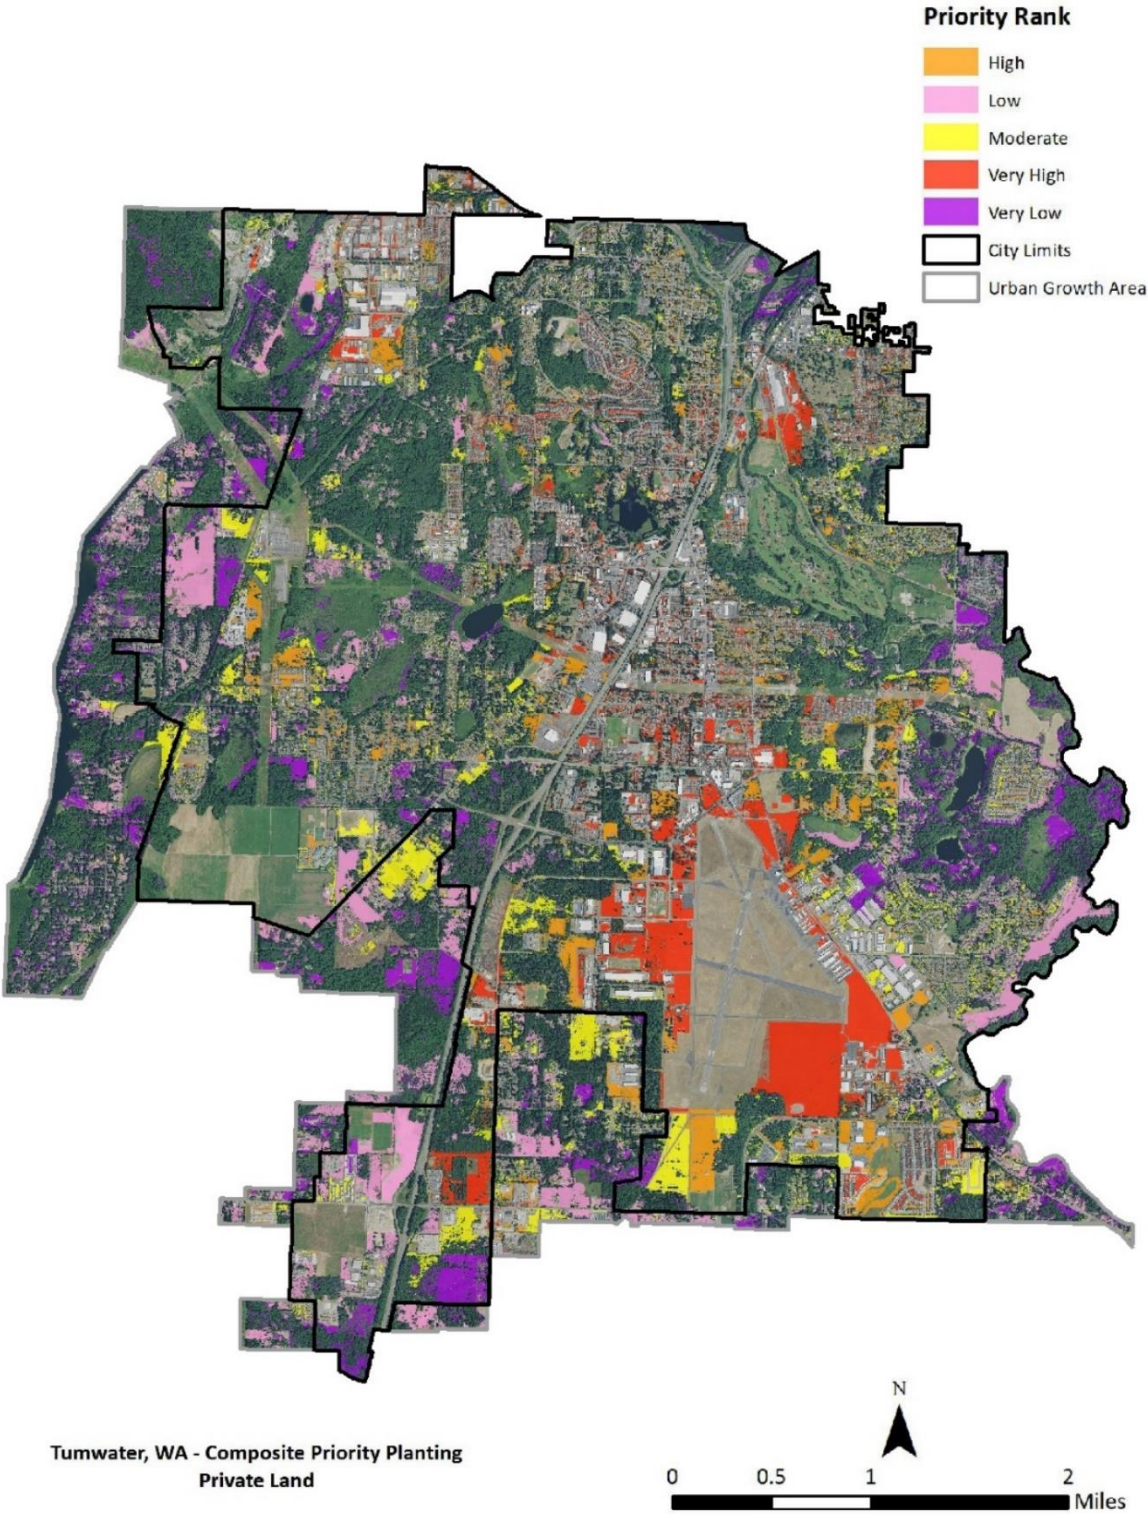 Priority Rank
High
Low
Moderate
Very High
Very Low
City Limits
Urban Growth Area
Tumwater, WA - Composite Priority Planting
Private Land
N
0 0.5 1 2
Miles